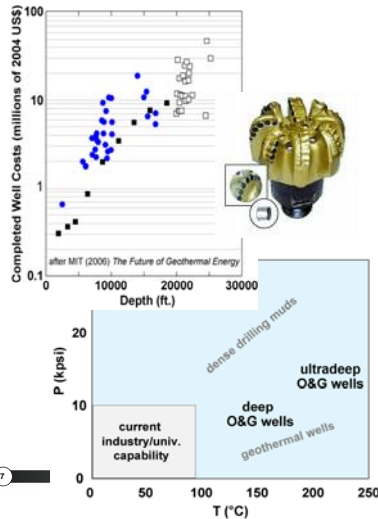 Completed Well Costs (millions of 2004 US$)
100
10
1
0.1
after MIT (2006) The Future of Geothermal Energy
0
10000
20000
30000
Depth (ft.)
P (kpsi)
20
10
0
dense drilling muds
ultradeep
O&G wells
deep
O&G wells
geothermal wells
current
industry/univ.
capability
0
50
100
150
200
250
T (°C)
7